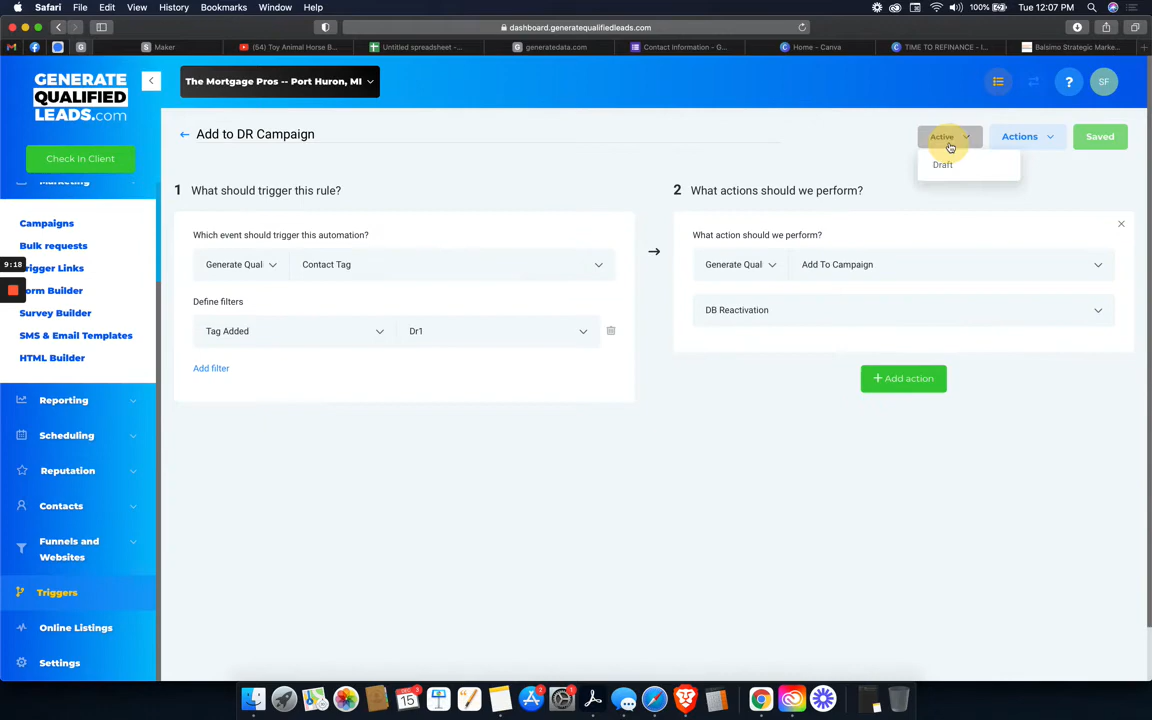 Safari File Edit View History Bookmarks Window Help 100% Tue 12:07 PM
dashboard.generatequalifiedleads.com
Maker (54) Toy Animal Horse B... Untitled spreadsheet -... generatedata.com Contact Information - G... Home - Canva TIME TO REFINANCE - I... Balsimo Strategic Marke...
GENERATE
QUALIFIED
LEADS.com
The Mortgage Pros -- Port Huron, MI
? SF
Check In Client
Add to DR Campaign
Active
Actions
Saved
Draft
Marketing
Campaigns
Bulk requests
9:18
Trigger Links
orm Builder
Survey Builder
SMS & Email Templates
HTML Builder
Reporting
Scheduling
Reputation
Contacts
Funnels and
Websites
Triggers
Online Listings
Settings
1 What should trigger this rule?
Which event should trigger this automation?
Generate Qual Contact Tag
Define filters
Tag Added Dr1
Add filter
2 What actions should we perform?
What action should we perform?
Generate Qual Add To Campaign
DB Reactivation
+ Add action
DEC
15
2
1